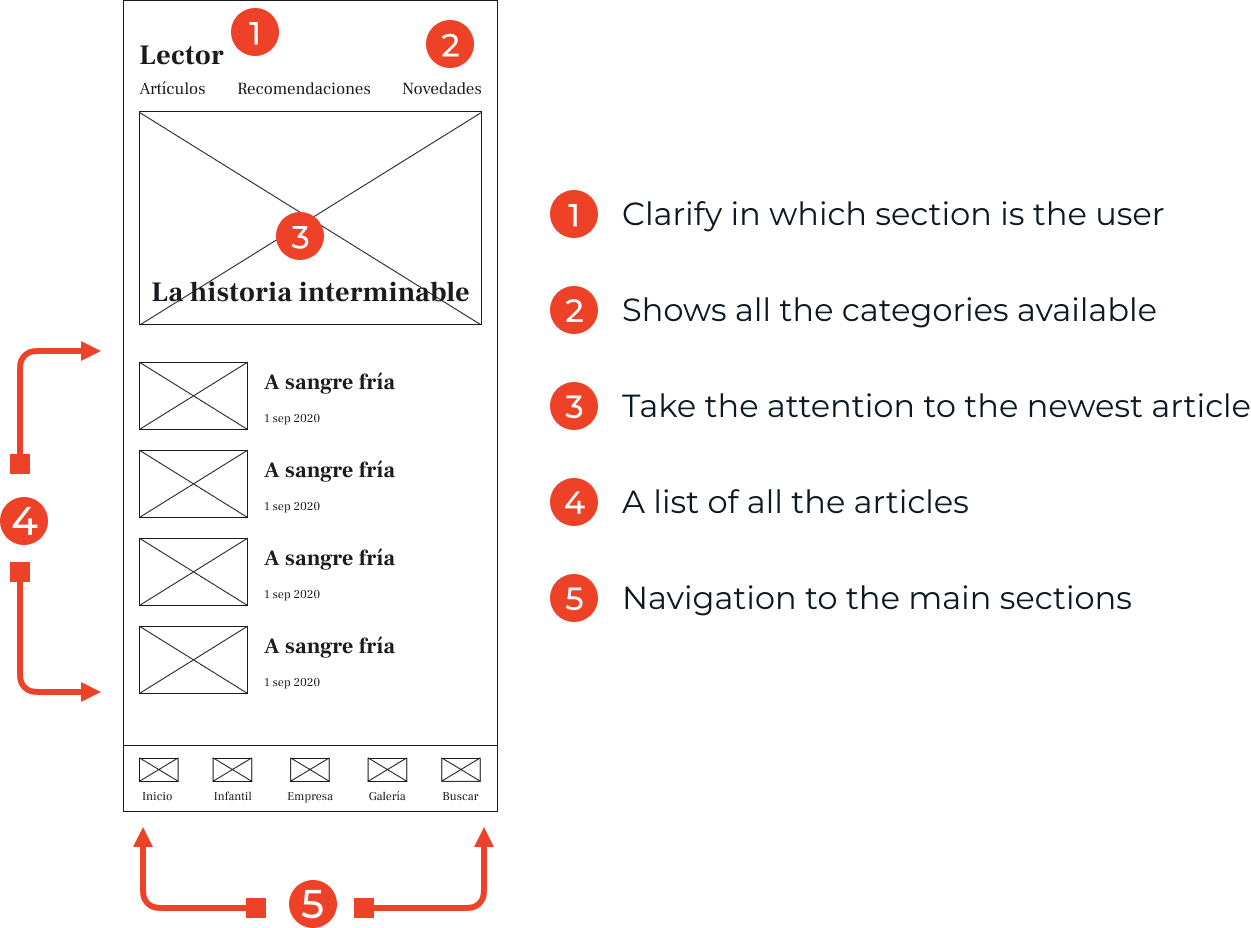 1
Lector
2
Artículos Recomendaciones Novedades
3
La historia interminable
A sangre fría
1 sep 2020
A sangre fría
1 sep 2020
4
A sangre fría
1 sep 2020
A sangre fría
1 sep 2020
Inicio Infantil Empresa Galería Buscar
5
1 Clarify in which section is the user
2 Shows all the categories available
3 Take the attention to the newest article
4 A list of all the articles
5 Navigation to the main sections